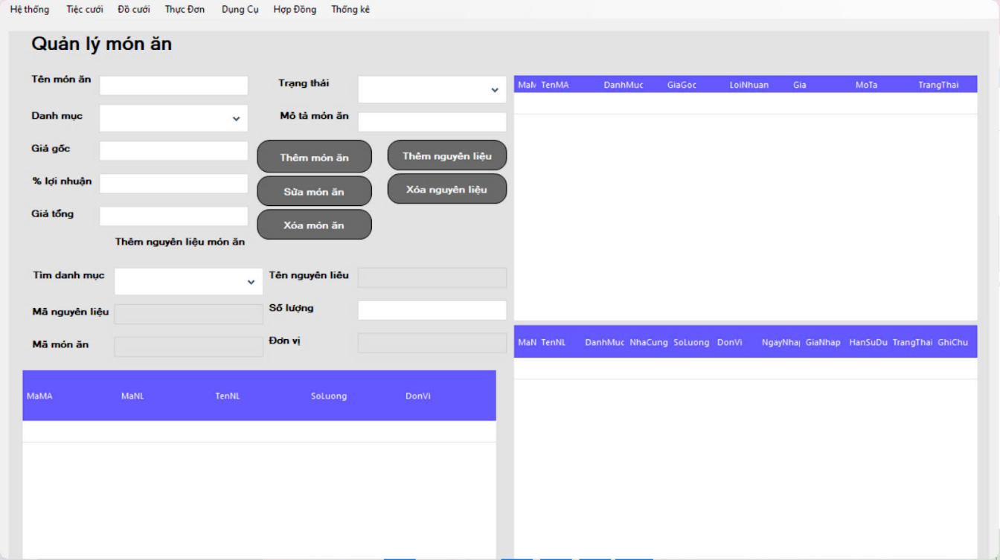 Hệ thống Tiệc cưới Đồ cưới Thực Đơn Dụng Cụ Hợp Đồng Thống kê
Quản lý món ăn
Tên món ăn
Trạng thái
Danh mục
Mô tả món ăn
Giá gốc
% lợi nhuận
Giá tổng
Thêm món ăn
Thêm nguyên liệu
Sửa món ăn
Xóa nguyên liệu
Xóa món ăn
Thêm nguyên liệu món ăn
Tìm danh mục
Tên nguyên liêu
Mã nguyên liệu
Số lượng
Mã món ăn
Đơn vị
MaMA MaNL TenNL SoLuong DonVi
MaM TenMA DanhMuc GiaGoc LoiNhuan Gia MoTa TrangThai
MaN TenNL DanhMuc NhaCung SoLuong DonVi NgayNha GiaNhap HanSuDu TrangThai GhiChu